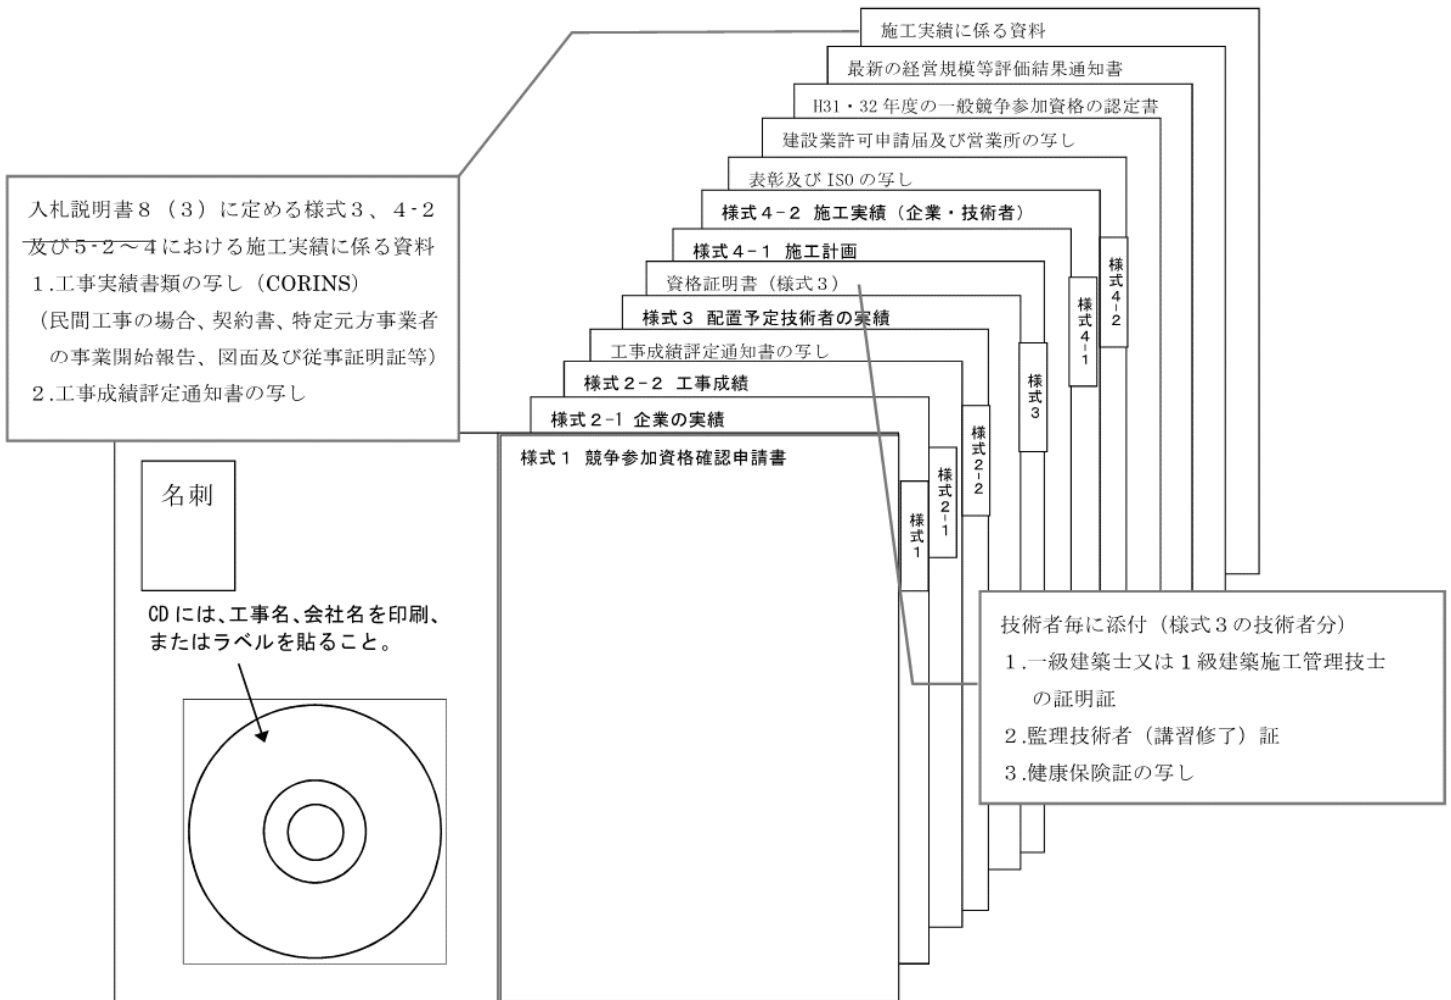 施工実績に係る資料
最新の経営規模等評価結果通知書
H31・32 年度の一般競争参加資格の認定書
建設業許可申請届及び営業所の写し
表彰及び ISO の写し
様式４−２ 施工実績（企業・技術者）
様式４−１ 施工計画
資格証明書（様式３）
様式３ 配置予定技術者の実績
工事成績評定通知書の写し
様式２−２ 工事成績
様式２−１ 企業の実績
様式１ 競争参加資格確認申請書
入札説明書８（３）に定める様式３、４-２
及び５-２～４における施工実績に係る資料
１.工事実績書類の写し（CORINS）
（民間工事の場合、契約書、特定元方事業者
の事業開始報告、図面及び従事証明証等）
２.工事成績評定通知書の写し
名刺
CD には、工事名、会社名を印刷、
またはラベルを貼ること。
様式１
様式２−１
様式２−２
様式３
様式４−１
様式４−２
技術者毎に添付（様式３の技術者分）
１.一級建築士又は１級建築施工管理技士
の証明証
２.監理技術者（講習修了）証
３.健康保険証の写し